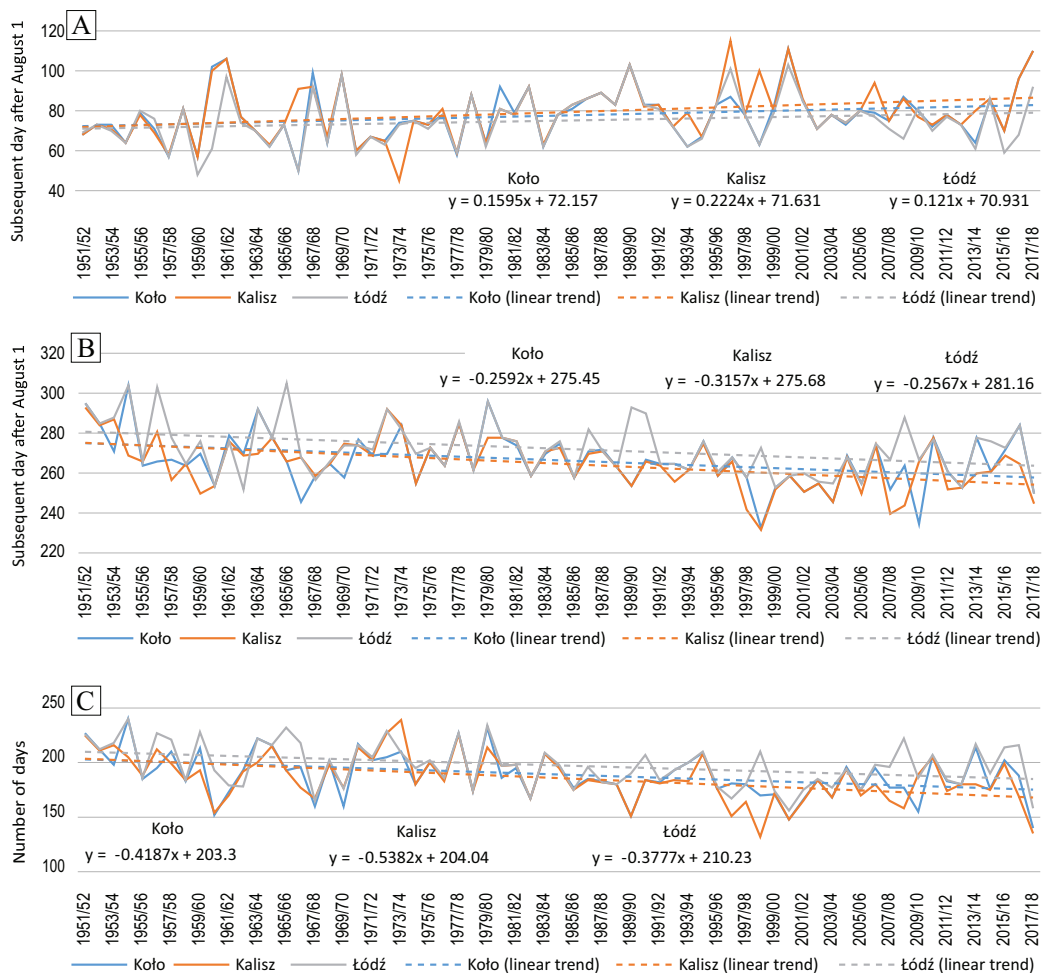 A
Subsequent day after August 1
120
100
80
60
40
Koło Kalisz Łódź
y = 0.1595x + 72.157 y = 0.2224x + 71.631 y = 0.121x + 70.931
1951/52 1953/54 1955/56 1957/58 1959/60 1961/62 1963/64 1965/66 1967/68 1969/70 1971/72 1973/74 1975/76 1977/78 1979/80 1981/82 1983/84 1985/86 1987/88 1989/90 1991/92 1993/94 1995/96 1997/98 1999/00 2001/02 2003/04 2005/06 2007/08 2009/10 2011/12 2013/14 2015/16 2017/18
Koło Kalisz Łódź Koło (linear trend) Kalisz (linear trend) Łódź (linear trend)
B
Subsequent day after August 1
320
300
280
260
240
220
Koło Kalisz Łódź
y = -0.2592x + 275.45 y = -0.3157x + 275.68 y = -0.2567x + 281.16
1951/52 1953/54 1955/56 1957/58 1959/60 1961/62 1963/64 1965/66 1967/68 1969/70 1971/72 1973/74 1975/76 1977/78 1979/80 1981/82 1983/84 1985/86 1987/88 1989/90 1991/92 1993/94 1995/96 1997/98 1999/00 2001/02 2003/04 2005/06 2007/08 2009/10 2011/12 2013/14 2015/16 2017/18
Koło Kalisz Łódź Koło (linear trend) Kalisz (linear trend) Łódź (linear trend)
C
Number of days
250
200
150
100
Koło Kalisz Łódź
y = -0.4187x + 203.3 y = -0.5382x + 204.04 y = -0.3777x + 210.23
1951/52 1953/54 1955/56 1957/58 1959/60 1961/62 1963/64 1965/66 1967/68 1969/70 1971/72 1973/74 1975/76 1977/78 1979/80 1981/82 1983/84 1985/86 1987/88 1989/90 1991/92 1993/94 1995/96 1997/98 1999/00 2001/02 2003/04 2005/06 2007/08 2009/10 2011/12 2013/14 2015/16 2017/18
Koło Kalisz Łódź Koło (linear trend) Kalisz (linear trend) Łódź (linear trend)